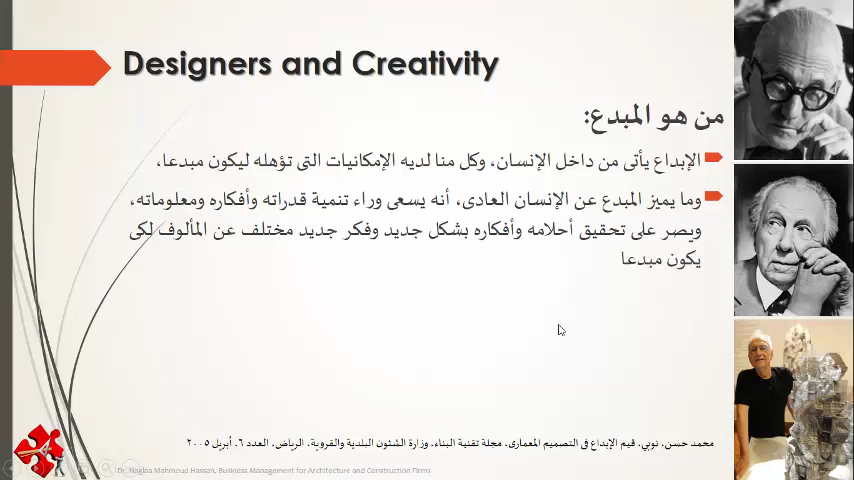 Designers and Creativity
من هو المبدع:
الإبداع يأتى من داخل الإنسان، وكل منا لديه الإمكانيات التى تؤهله ليكون مبدعا،
وما يميز المبدع عن الإنسان العادى، أنه يسعى وراء تنمية قدراته وأفكاره ومعلوماته،
ويصر على تحقيق أحلامه وأفكاره بشكل جديد وفكر جديد مختلف عن المألوف لكى
يكون مبدعا
محمد حسن، نوبي، قيم الإبداع فى التصميم المعمارى، مجلة تقنية البناء، وزارة الشئون البلدية والقروية، الرياض، العدد ٦، أبريل ٢٠٠٥
Dr. Naglaa Mahmoud Hassan, Business Management for Architecture and Construction Firms